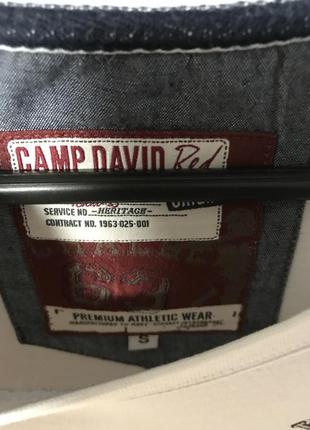 CAMP DAVID Red
SERVICE NO. -HERITAGE-
CONTRACT NO. 1963-025-001
PREMIUM ATHLETIC WEAR
S